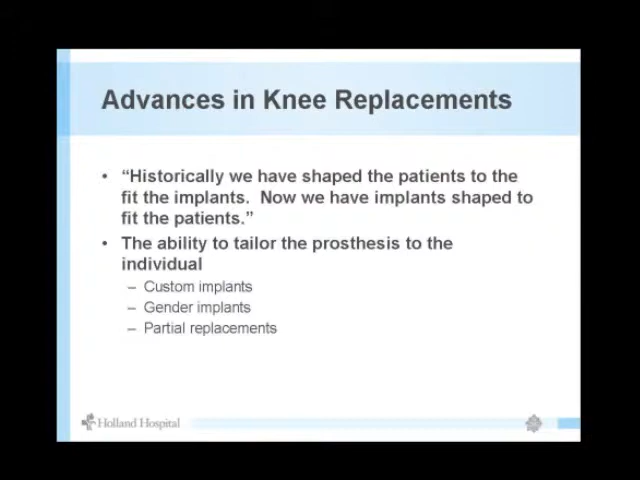 Advances in Knee Replacements
• “Historically we have shaped the patients to the
fit the implants.  Now we have implants shaped to
fit the patients.”
• The ability to tailor the prosthesis to the
individual
– Custom implants
– Gender implants
– Partial replacements
Holland Hospital